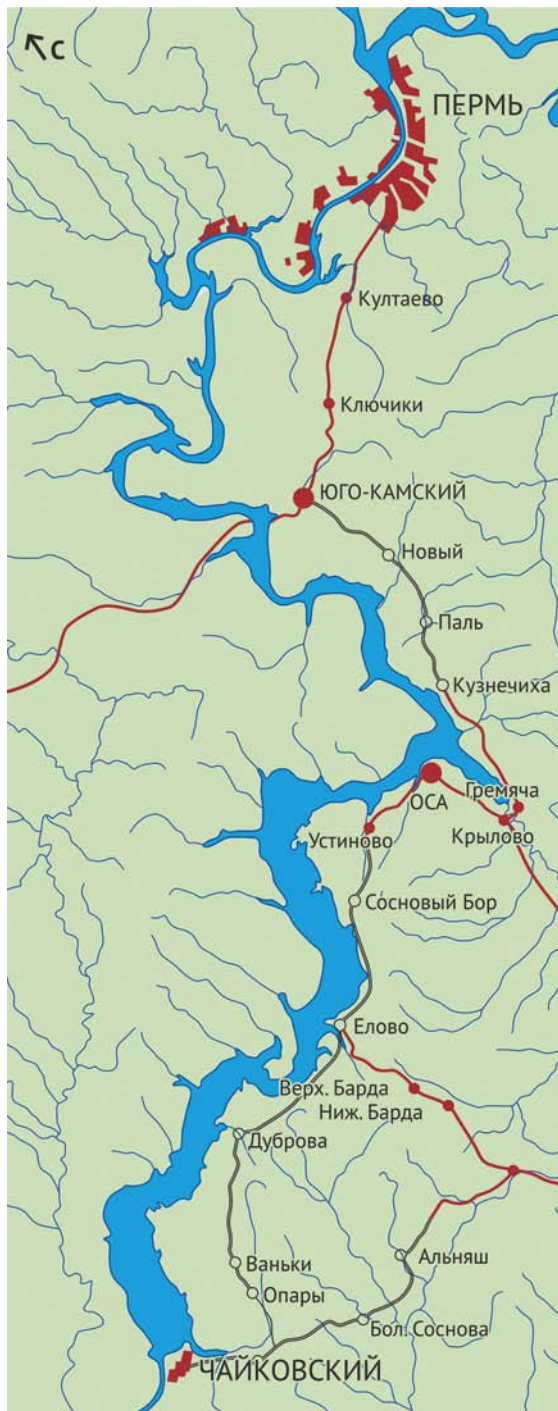 С
ПЕРМЬ
Култаево
Ключики
ЮГО-КАМСКИЙ
Новый
Паль
Кузнечиха
Гремяча
ОСА
Устиново
Крылово
Сосновый Бор
Елово
Верх. Барда
Ниж. Барда
Дуброва
Альняш
Ваньки
Опары
Бол. Соснова
ЧАЙКОВСКИЙ